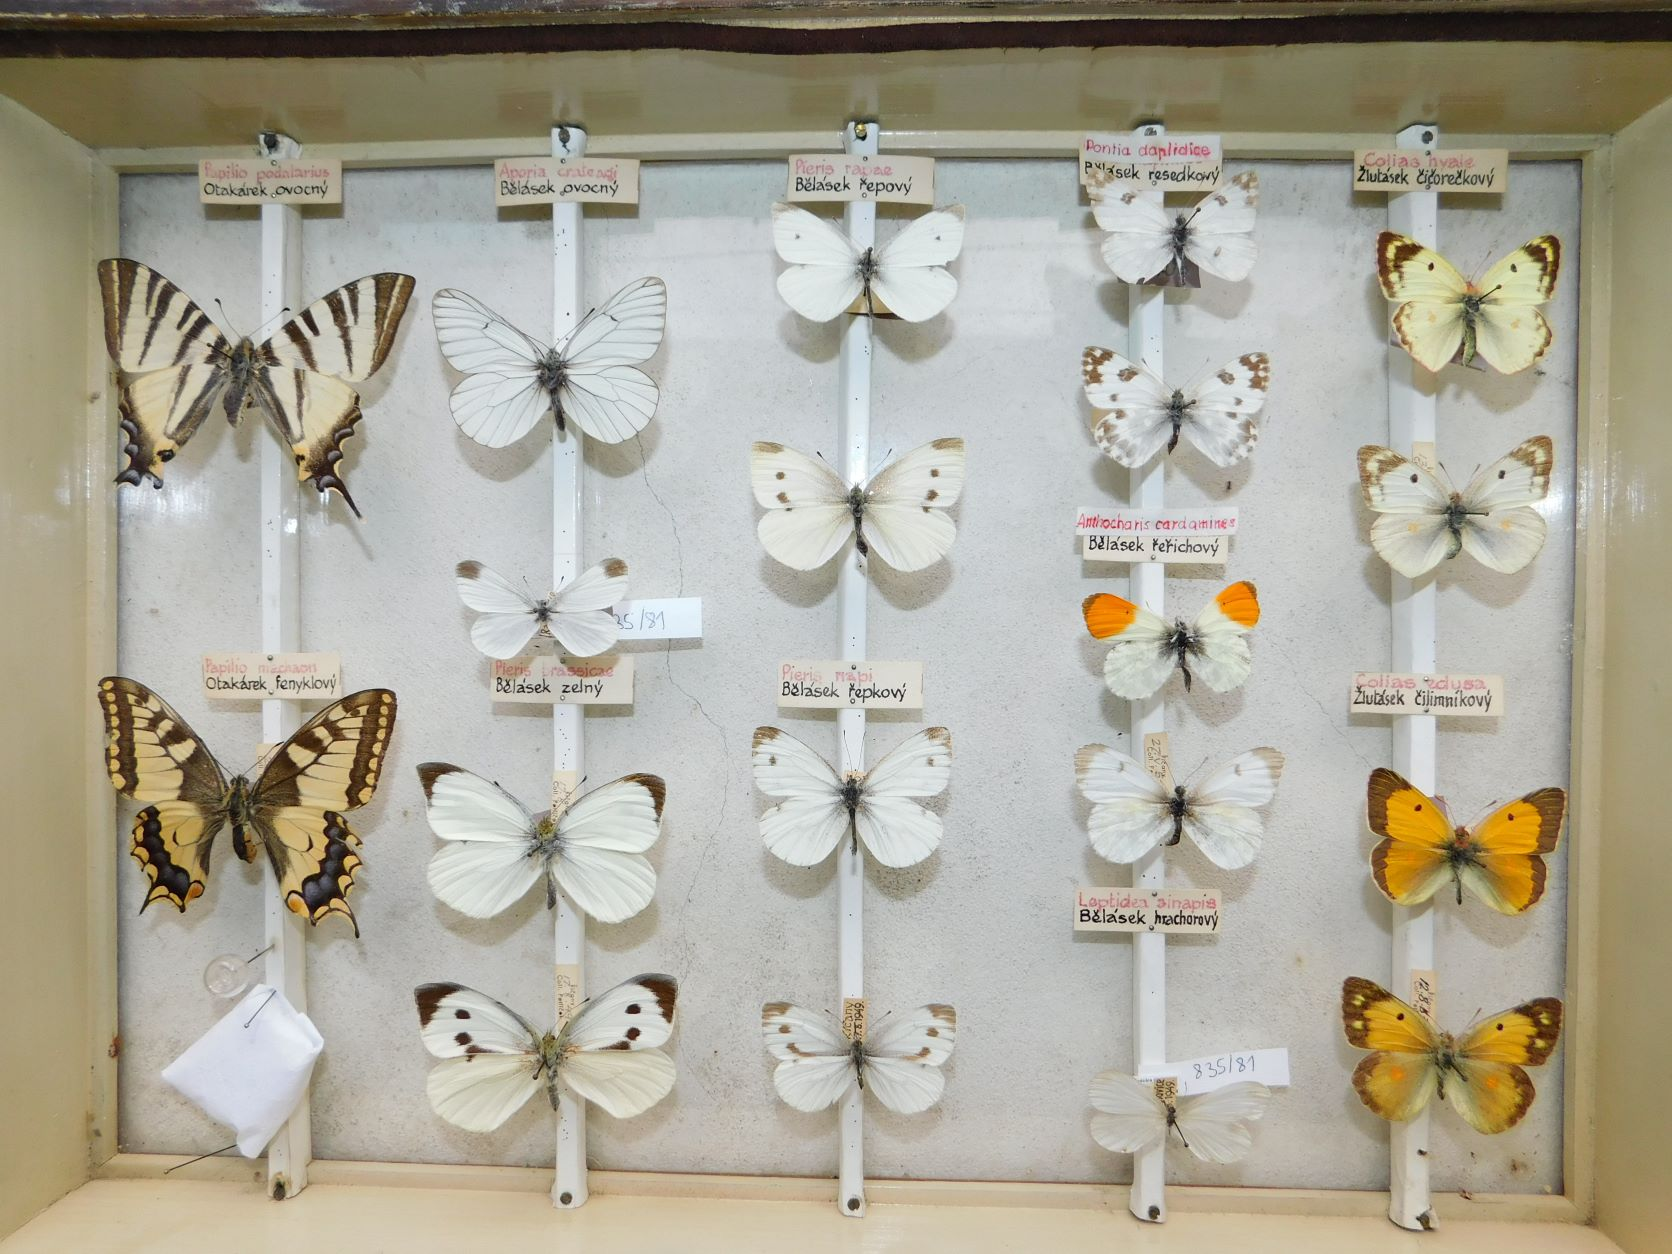 Papilio podalarius
Otakárek ovocný
Aporia crataegi
Bělásek ovocný
Pieris rapae
Bělásek řepový
Pontia daplidice
Bělásek resedkový
Colias hyale
Žluťásek čičorečkový
Anthocharis cardamines
Bělásek řeřichový
35/81
Papilio machaon
Otakárek fenyklový
Pieris brassicae
Bělásek zelný
Pieris napi
Bělásek řepkový
Colias edusa
Žluťásek čilimníkový
Leptidea sinapis
Bělásek hrachorový
835/81